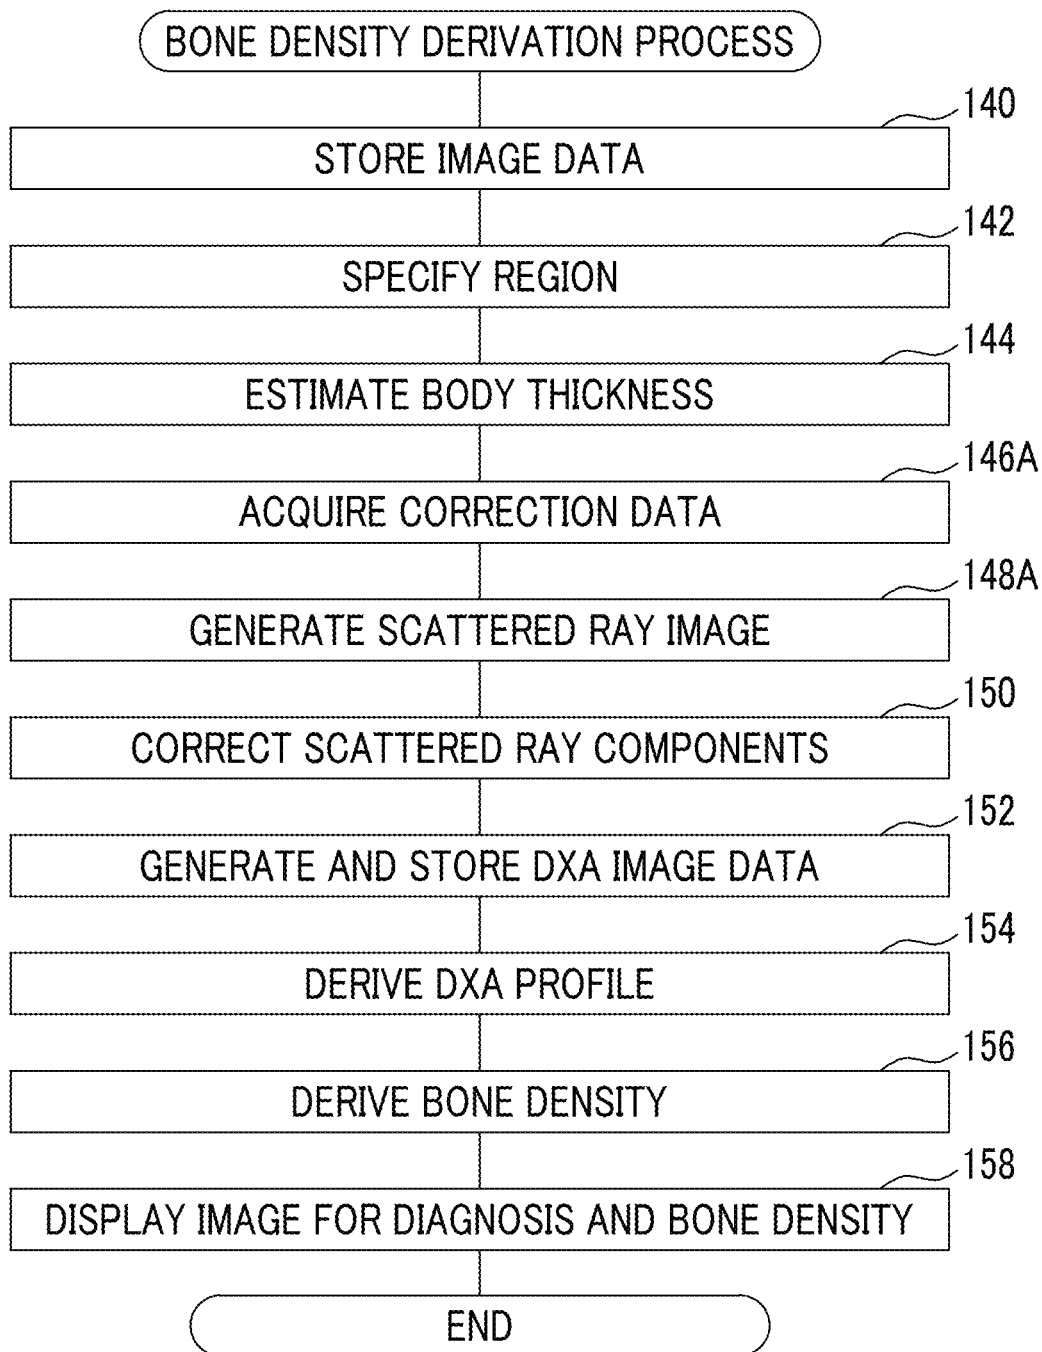 BONE DENSITY DERIVATION PROCESS
140
STORE IMAGE DATA
142
SPECIFY REGION
144
ESTIMATE BODY THICKNESS
146A
ACQUIRE CORRECTION DATA
148A
GENERATE SCATTERED RAY IMAGE
150
CORRECT SCATTERED RAY COMPONENTS
152
GENERATE AND STORE DXA IMAGE DATA
154
DERIVE DXA PROFILE
156
DERIVE BONE DENSITY
158
DISPLAY IMAGE FOR DIAGNOSIS AND BONE DENSITY
END